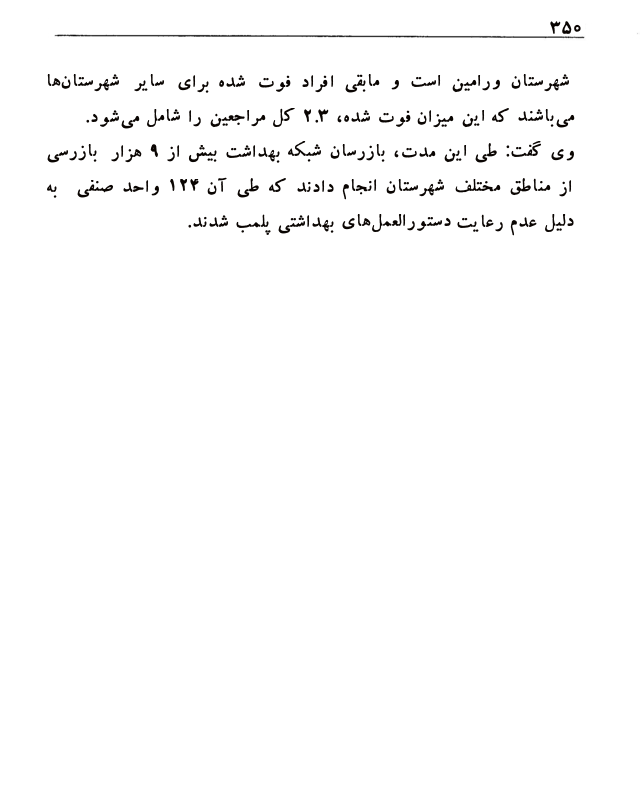 ۳۵۰
شهرستان ورامین است و مابقی افراد فوت شده برای سایر شهرستان‌ها
می‌باشند که این میزان فوت شده، ۲.۳ کل مراجعین را شامل می‌شود.
وی گفت: طی این مدت، بازرسان شبکه بهداشت بیش از ۹ هزار بازرسی
از مناطق مختلف شهرستان انجام دادند که طی آن ۱۲۴ واحد صنفی به
دلیل عدم رعایت دستورالعمل‌های بهداشتی پلمب شدند.